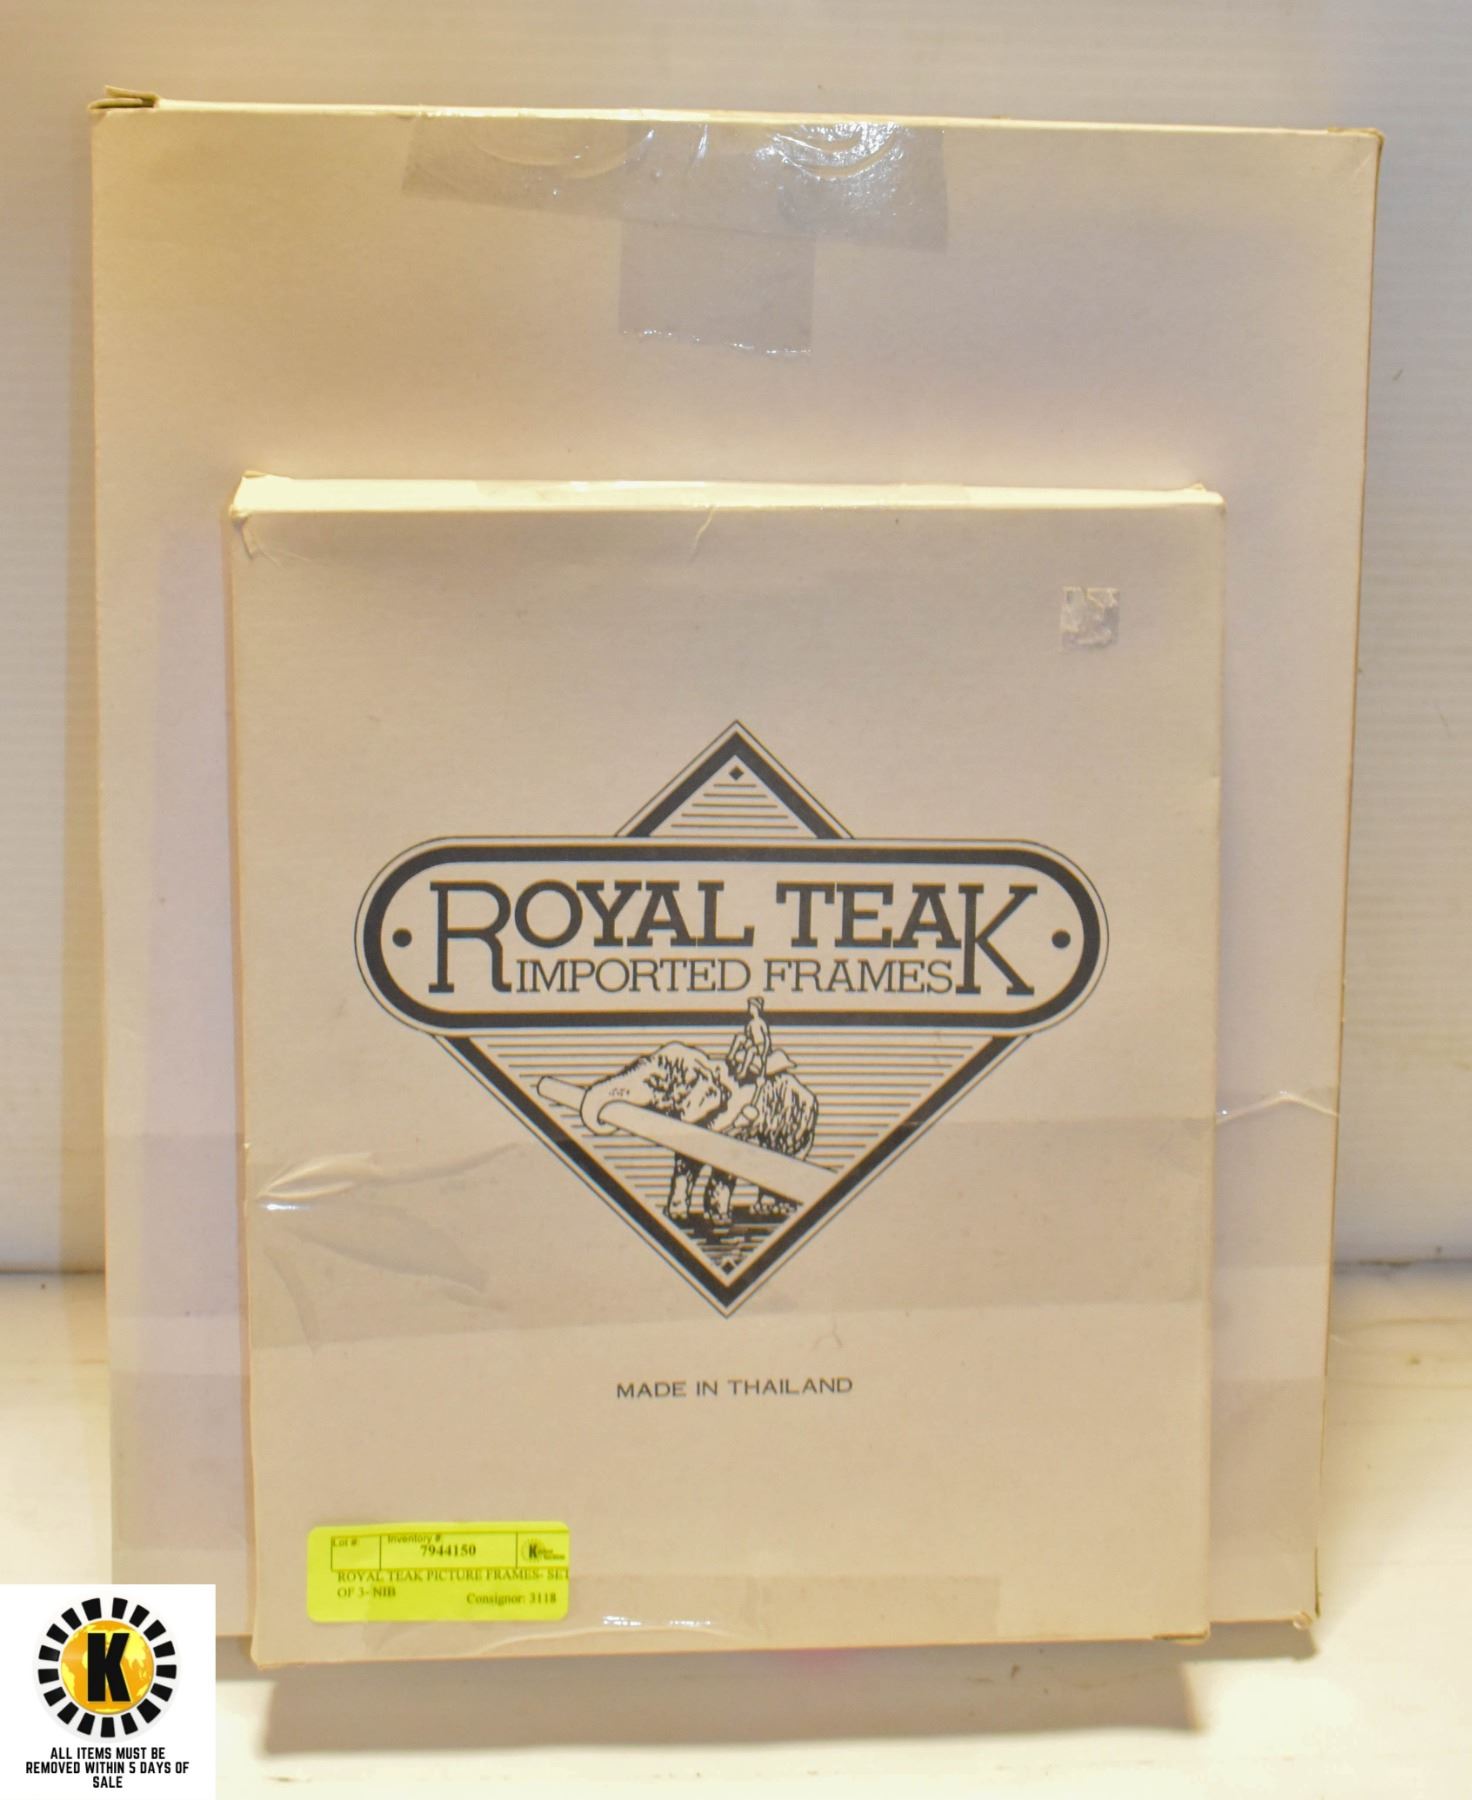 ROYAL TEAK
IMPORTED FRAMES
MADE IN THAILAND
Lot #:
Inventory #:
7944150
K
ROYAL TEAK PICTURE FRAMES- SET
OF 3- NIB
Consignor: 3118
K
ALL ITEMS MUST BE
REMOVED WITHIN 5 DAYS OF
SALE